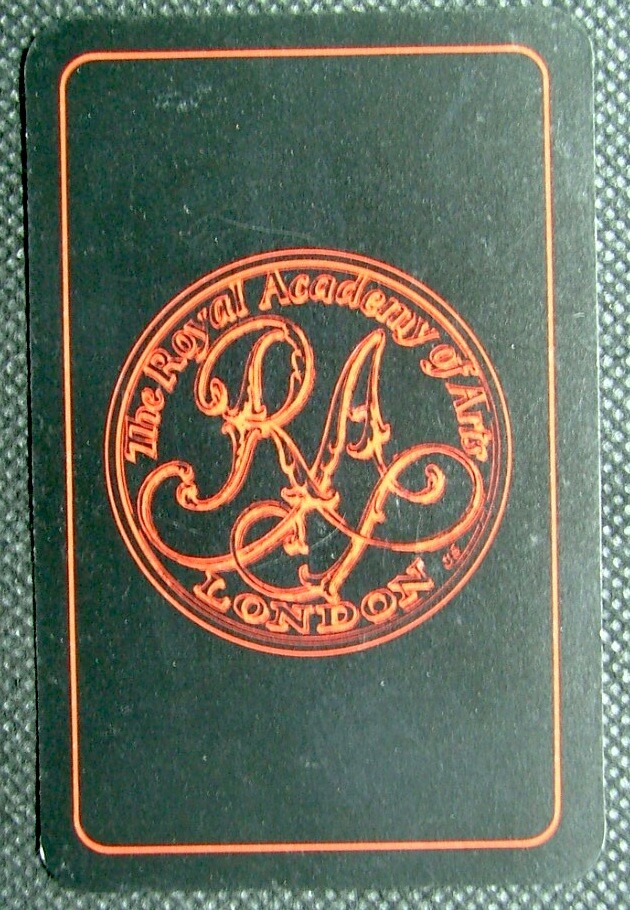 The Royal Academy of Arts
RA
LONDON